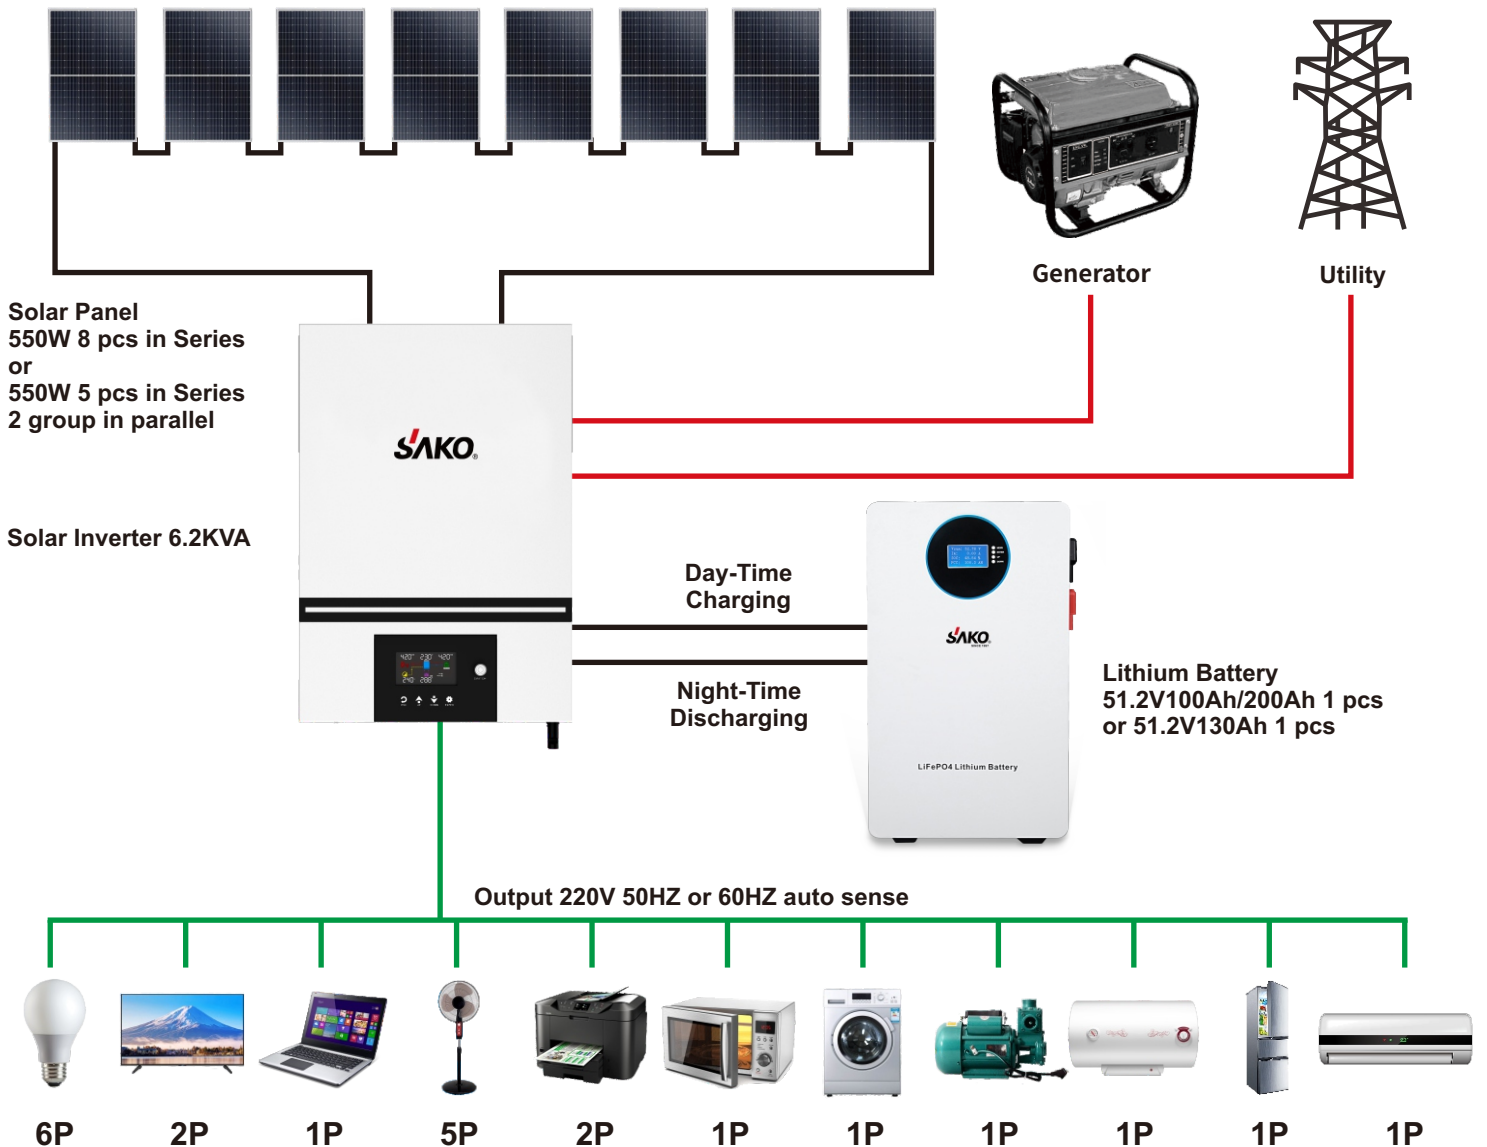 Generator
Utility
Solar Panel
550W 8 pcs in Series
or
550W 5 pcs in Series
2 group in parallel
SAKO®
Solar Inverter 6.2KVA
Day-Time
Charging
Night-Time
Discharging
SAKO
LiFePO4 Lithium Battery
Lithium Battery
51.2V100Ah/200Ah 1 pcs
or 51.2V130Ah 1 pcs
Output 220V 50HZ or 60HZ auto sense
6P 2P 1P 5P 2P 1P 1P 1P 1P 1P 1P